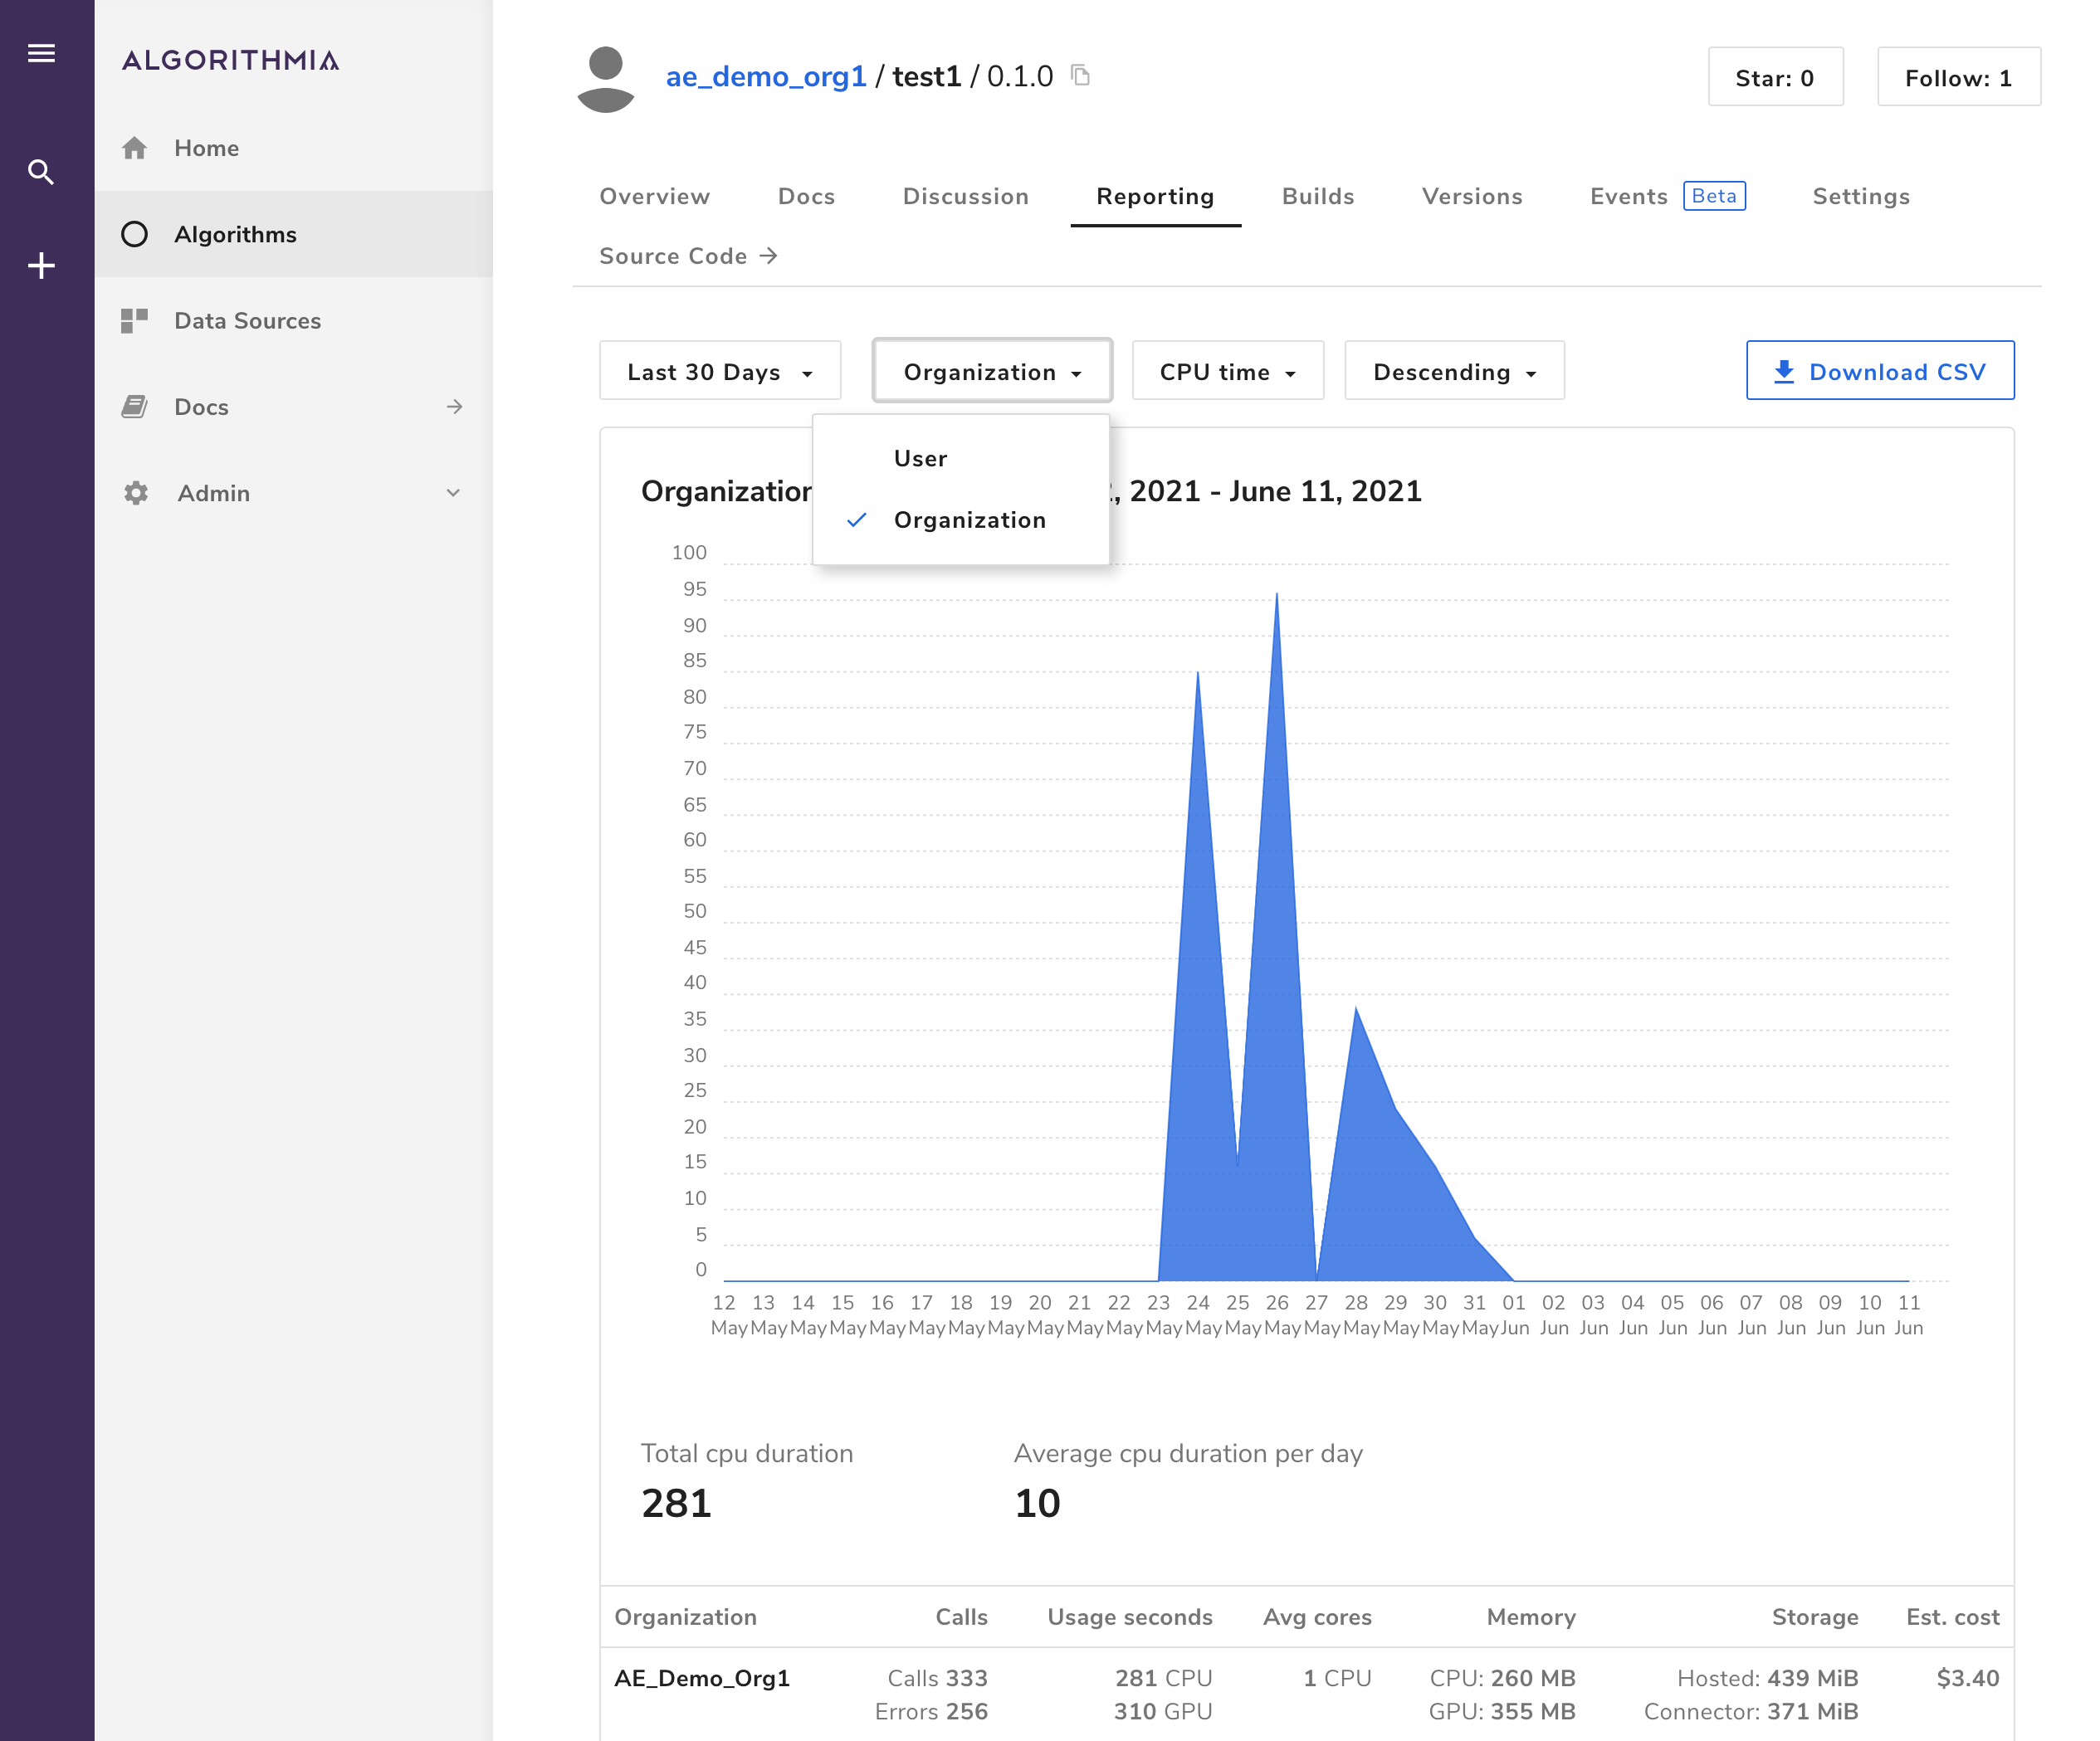 ALGORITHMIA
Home
Algorithms
Data Sources
Docs
Admin
ae_demo_org1 / test1 / 0.1.0
Star: 0
Follow: 1
Overview Docs Discussion Reporting Builds Versions Events Beta Settings
Source Code →
Last 30 Days Organization CPU time Descending Download CSV
User
Organization
Organization 2, 2021 - June 11, 2021
100
95
90
85
80
75
70
65
60
55
50
45
40
35
30
25
20
15
10
5
0
12 13 14 15 16 17 18 19 20 21 22 23 24 25 26 27 28 29 30 31 01 02 03 04 05 06 07 08 09 10 11
May May May May May May May May May May May May May May May May May May May May Jun Jun Jun Jun Jun Jun Jun Jun Jun Jun Jun
Total cpu duration Average cpu duration per day
281 10
Organization Calls Usage seconds Avg cores Memory Storage Est. cost
AE_Demo_Org1 Calls 333 281 CPU 1 CPU CPU: 260 MB Hosted: 439 MiB $3.40
Errors 256 310 GPU GPU: 355 MB Connector: 371 MiB